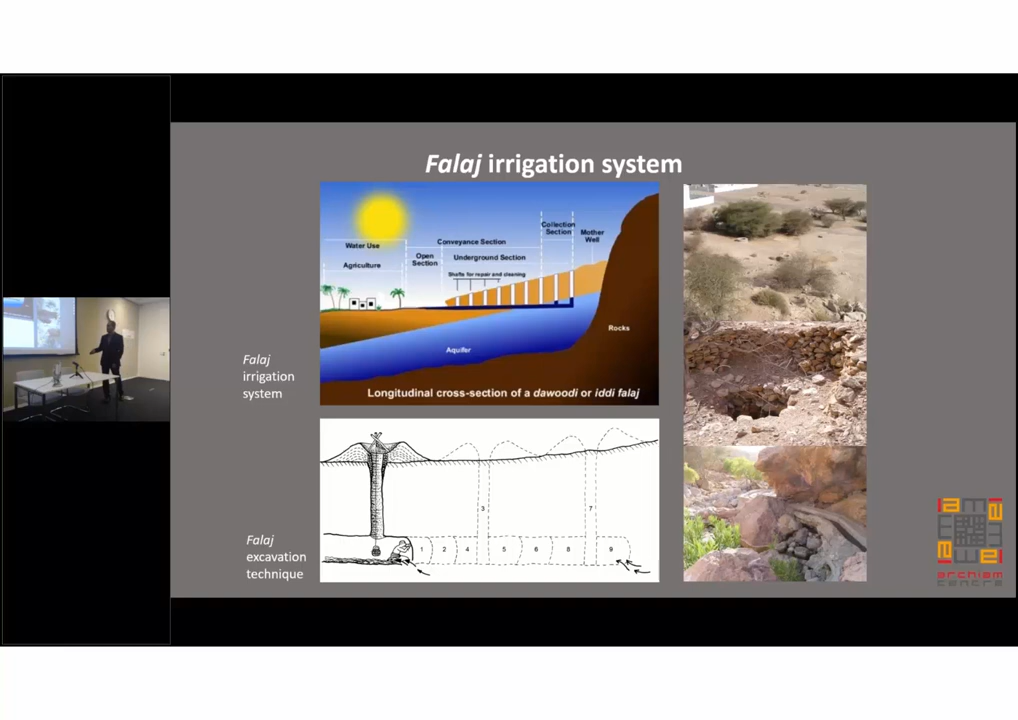 Falaj irrigation system
Collection
Section
Mother
Well
Water Use
Conveyance Section
Open
Section
Underground Section
Agriculture
Shafts for repair and cleaning
Rocks
Aquifer
Longitudinal cross-section of a dawoodi or iddi falaj
Falaj
irrigation
system
3
7
1 2 4 5 6 8 9
Falaj
excavation
technique
archiam
centre